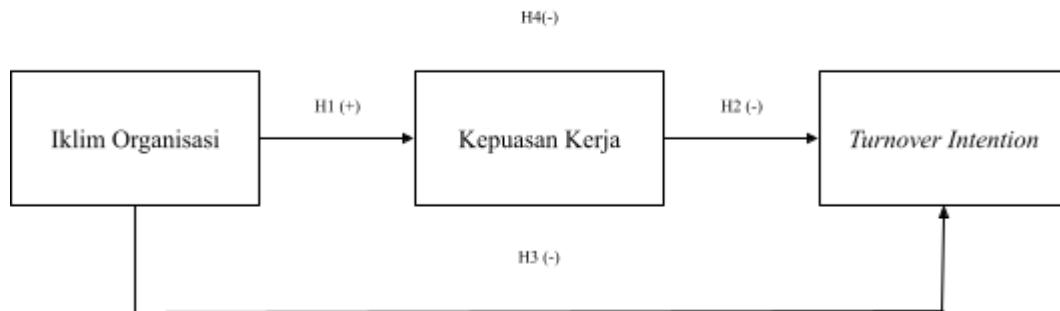 H4(-)
H1 (+)
H2 (-)
Iklim Organisasi
Kepuasan Kerja
Turnover Intention
H3 (-)